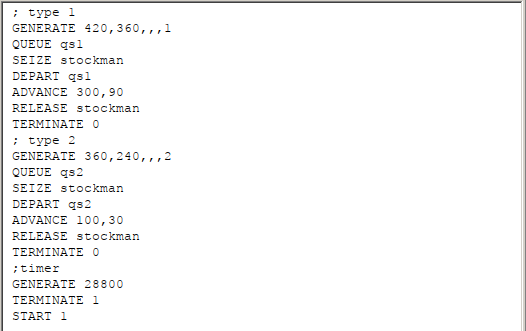 ; type 1
GENERATE 420,360,,,1
QUEUE qs1
SEIZE stockman
DEPART qs1
ADVANCE 300,90
RELEASE stockman
TERMINATE 0
; type 2
GENERATE 360,240,,,2
QUEUE qs2
SEIZE stockman
DEPART qs2
ADVANCE 100,30
RELEASE stockman
TERMINATE 0
;timer
GENERATE 28800
TERMINATE 1
START 1